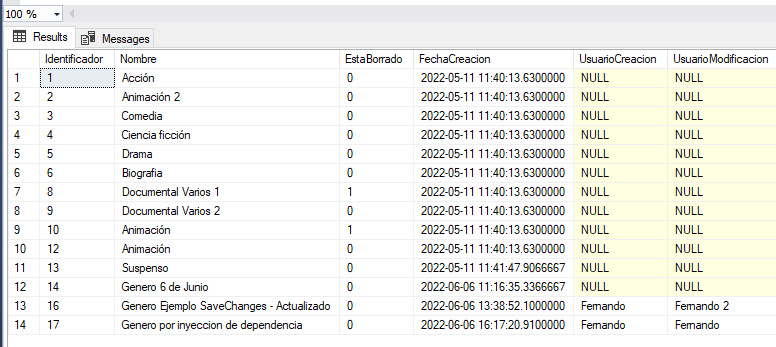 100 %
Results Messages
Identificador Nombre EstaBorrado FechaCreacion UsuarioCreacion UsuarioModificacion
1 1 Acción 0 2022-05-11 11:40:13.6300000 NULL NULL
2 2 Animación 2 0 2022-05-11 11:40:13.6300000 NULL NULL
3 3 Comedia 0 2022-05-11 11:40:13.6300000 NULL NULL
4 4 Ciencia ficción 0 2022-05-11 11:40:13.6300000 NULL NULL
5 5 Drama 0 2022-05-11 11:40:13.6300000 NULL NULL
6 6 Biografia 0 2022-05-11 11:40:13.6300000 NULL NULL
7 8 Documental Varios 1 1 2022-05-11 11:40:13.6300000 NULL NULL
8 9 Documental Varios 2 0 2022-05-11 11:40:13.6300000 NULL NULL
9 10 Animación 1 2022-05-11 11:40:13.6300000 NULL NULL
10 12 Animación 0 2022-05-11 11:40:13.6300000 NULL NULL
11 13 Suspenso 0 2022-05-11 11:41:47.9066667 NULL NULL
12 14 Genero 6 de Junio 0 2022-06-06 11:16:35.3366667 NULL NULL
13 16 Genero Ejemplo SaveChanges - Actualizado 0 2022-06-06 13:38:52.1000000 Fernando Fernando 2
14 17 Genero por inyeccion de dependencia 0 2022-06-06 16:17:20.9100000 Fernando Fernando